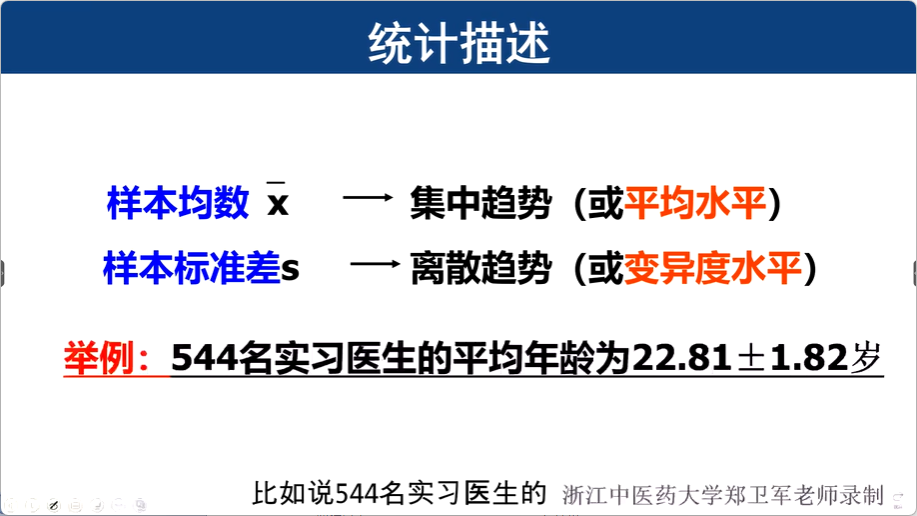 统计描述
样本均数 x̄ → 集中趋势（或平均水平）
样本标准差s → 离散趋势（或变异度水平）
举例：544名实习医生的平均年龄为22.81±1.82岁
比如说544名实习医生的 浙江中医药大学郑卫军老师录制